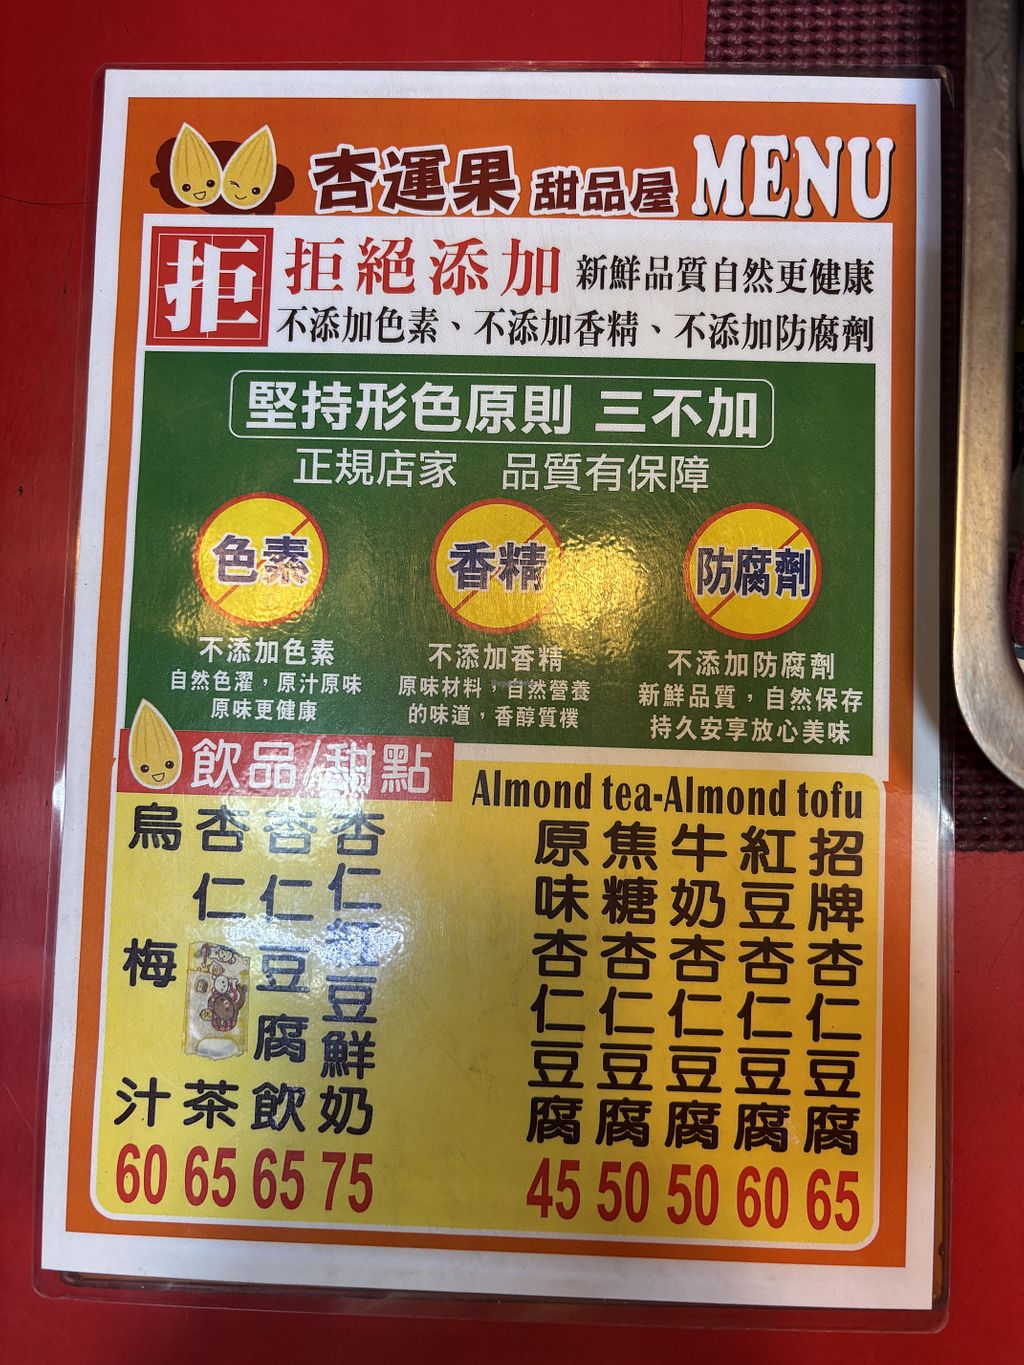 杏運果 甜品屋 MENU
拒 拒絕添加 新鮮品質自然更健康
不添加色素、不添加香精、不添加防腐劑
堅持形色原則 三不加
正規店家 品質有保障
色素
香精
防腐劑
不添加色素
自然色濯，原汁原味
原味更健康
不添加香精
原味材料，自然營養
的味道，香醇質樸
不添加防腐劑
新鮮品質，自然保存
持久安享放心美味
飲品/甜點
Almond tea-Almond tofu
招牌杏仁豆腐 65
紅豆杏仁豆腐 60
牛奶杏仁豆腐 50
焦糖杏仁豆腐 50
原味杏仁豆腐 45
杏仁紅豆鮮奶 75
杏仁豆腐飲 65
杏仁茶 65
烏梅汁 60